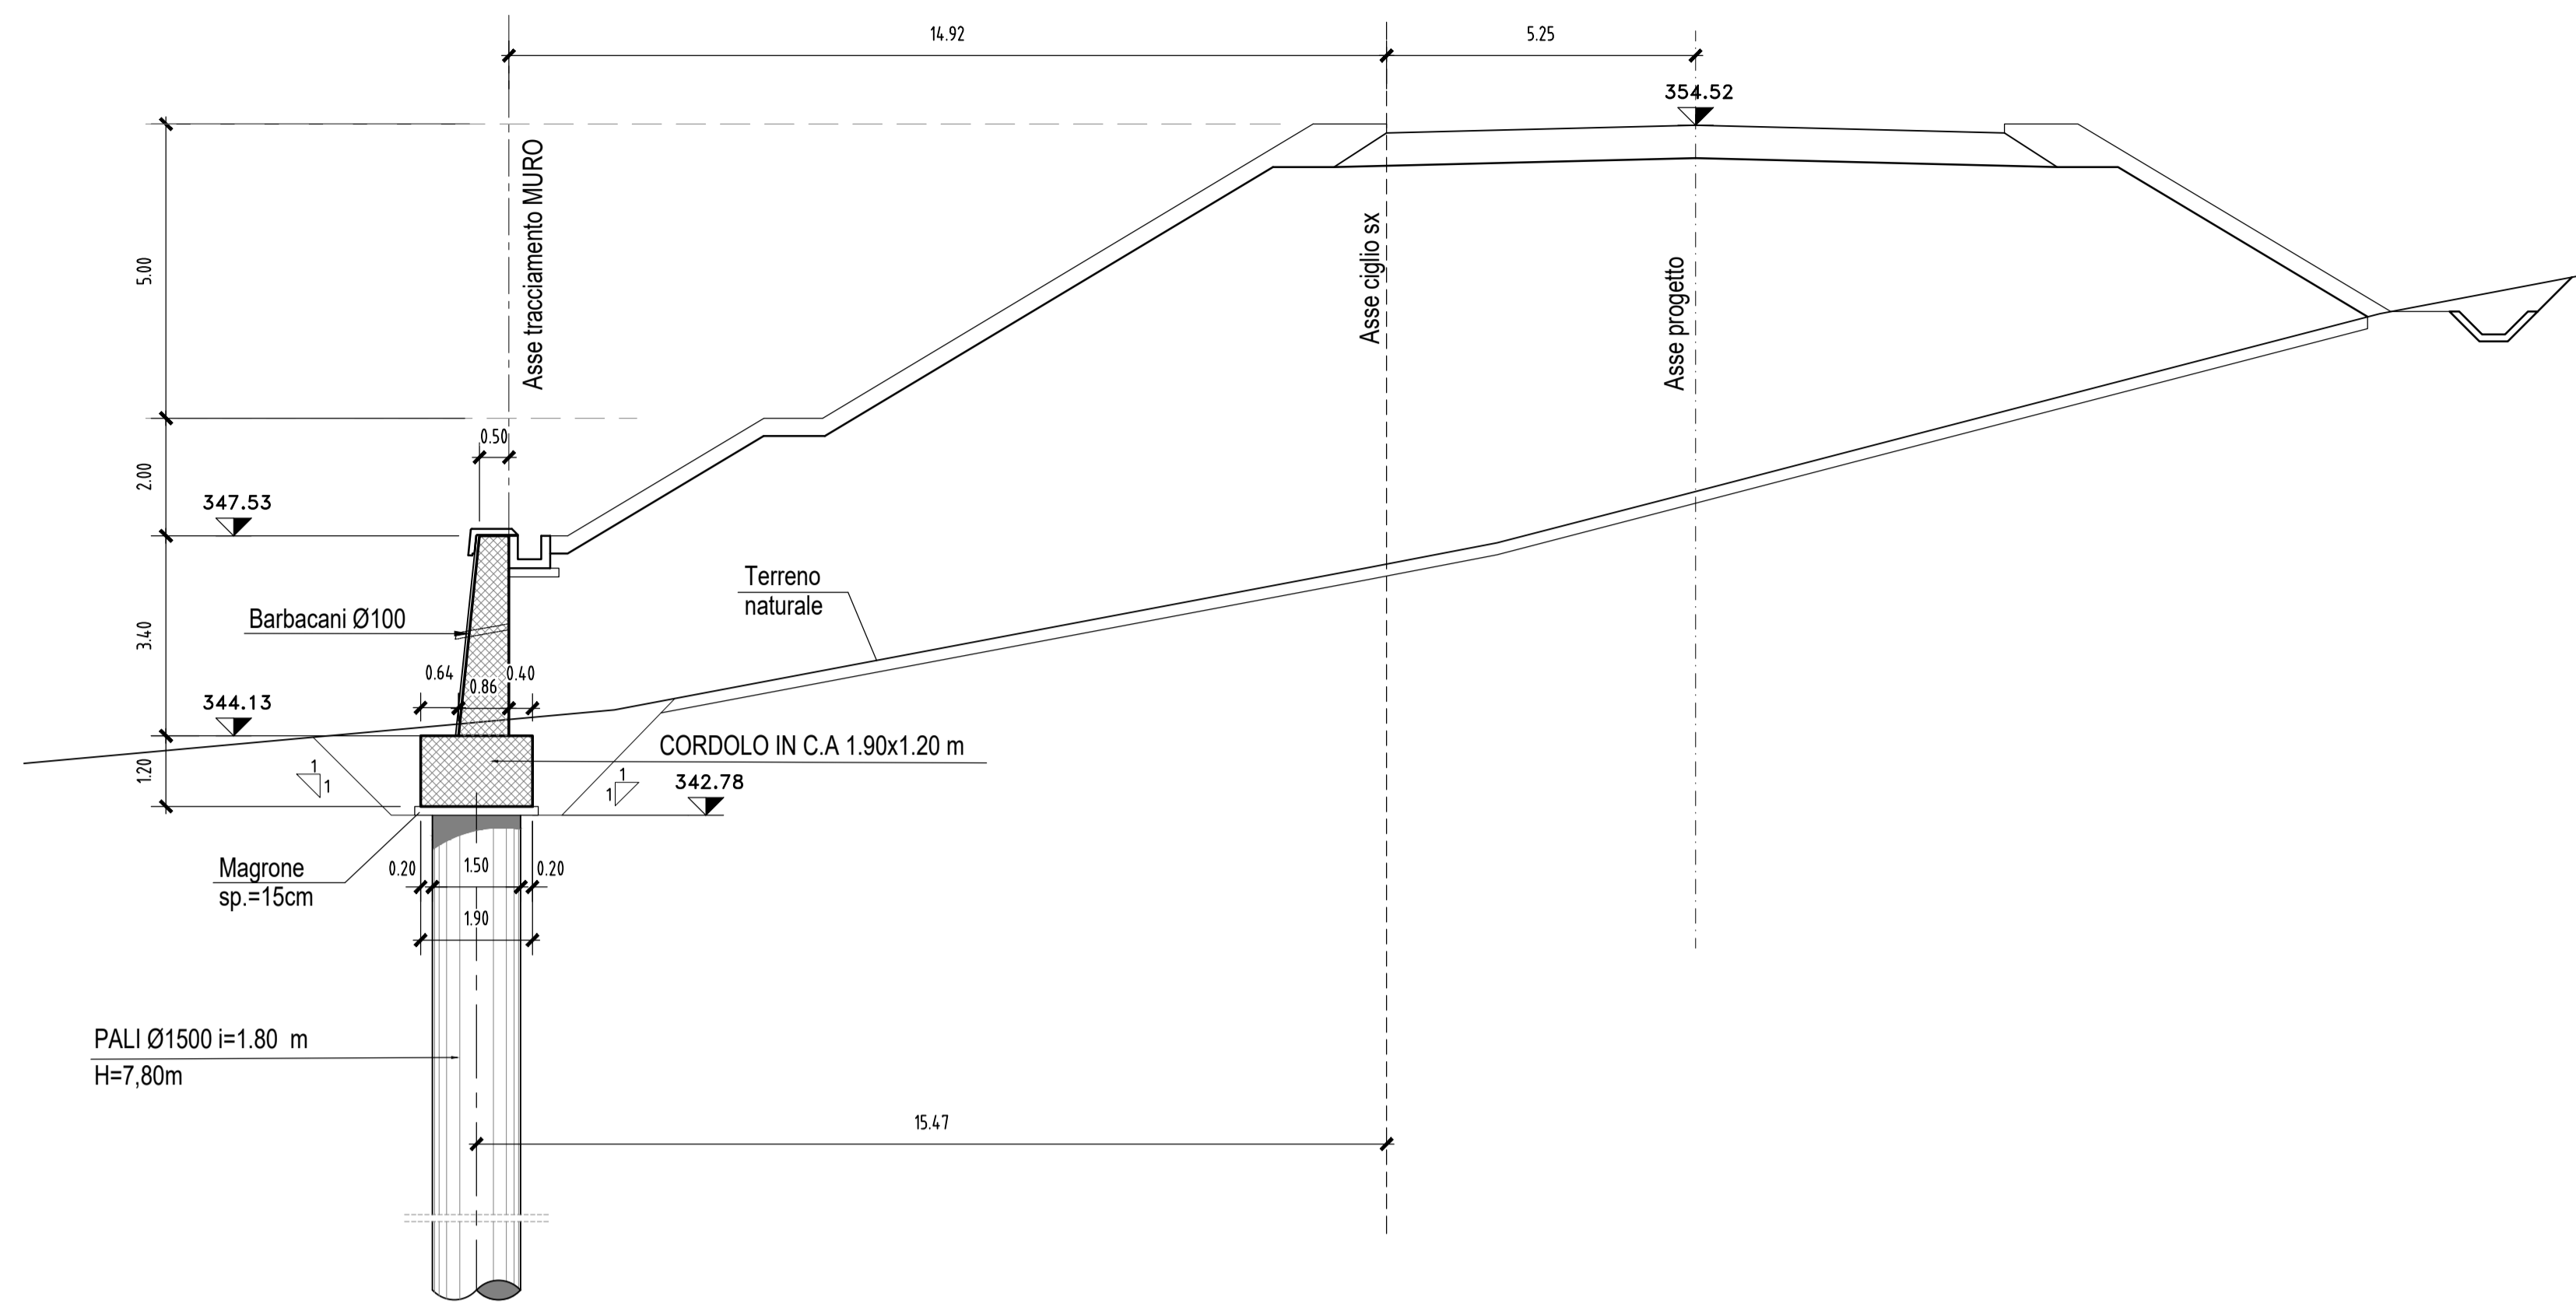 14.92
5.25
354.52
Asse tracciamento MURO
Asse ciglio sx
Asse progetto
5.00
0.50
2.00
347.53
Terreno
naturale
Barbacani Ø100
3.40
0.64
0.86
0.40
344.13
CORDOLO IN C.A 1.90x1.20 m
1.20
1
1
1
1
342.78
Magrone
sp.=15cm
0.20
1.50
0.20
1.90
PALI Ø1500 i=1.80 m
H=7,80m
15.47